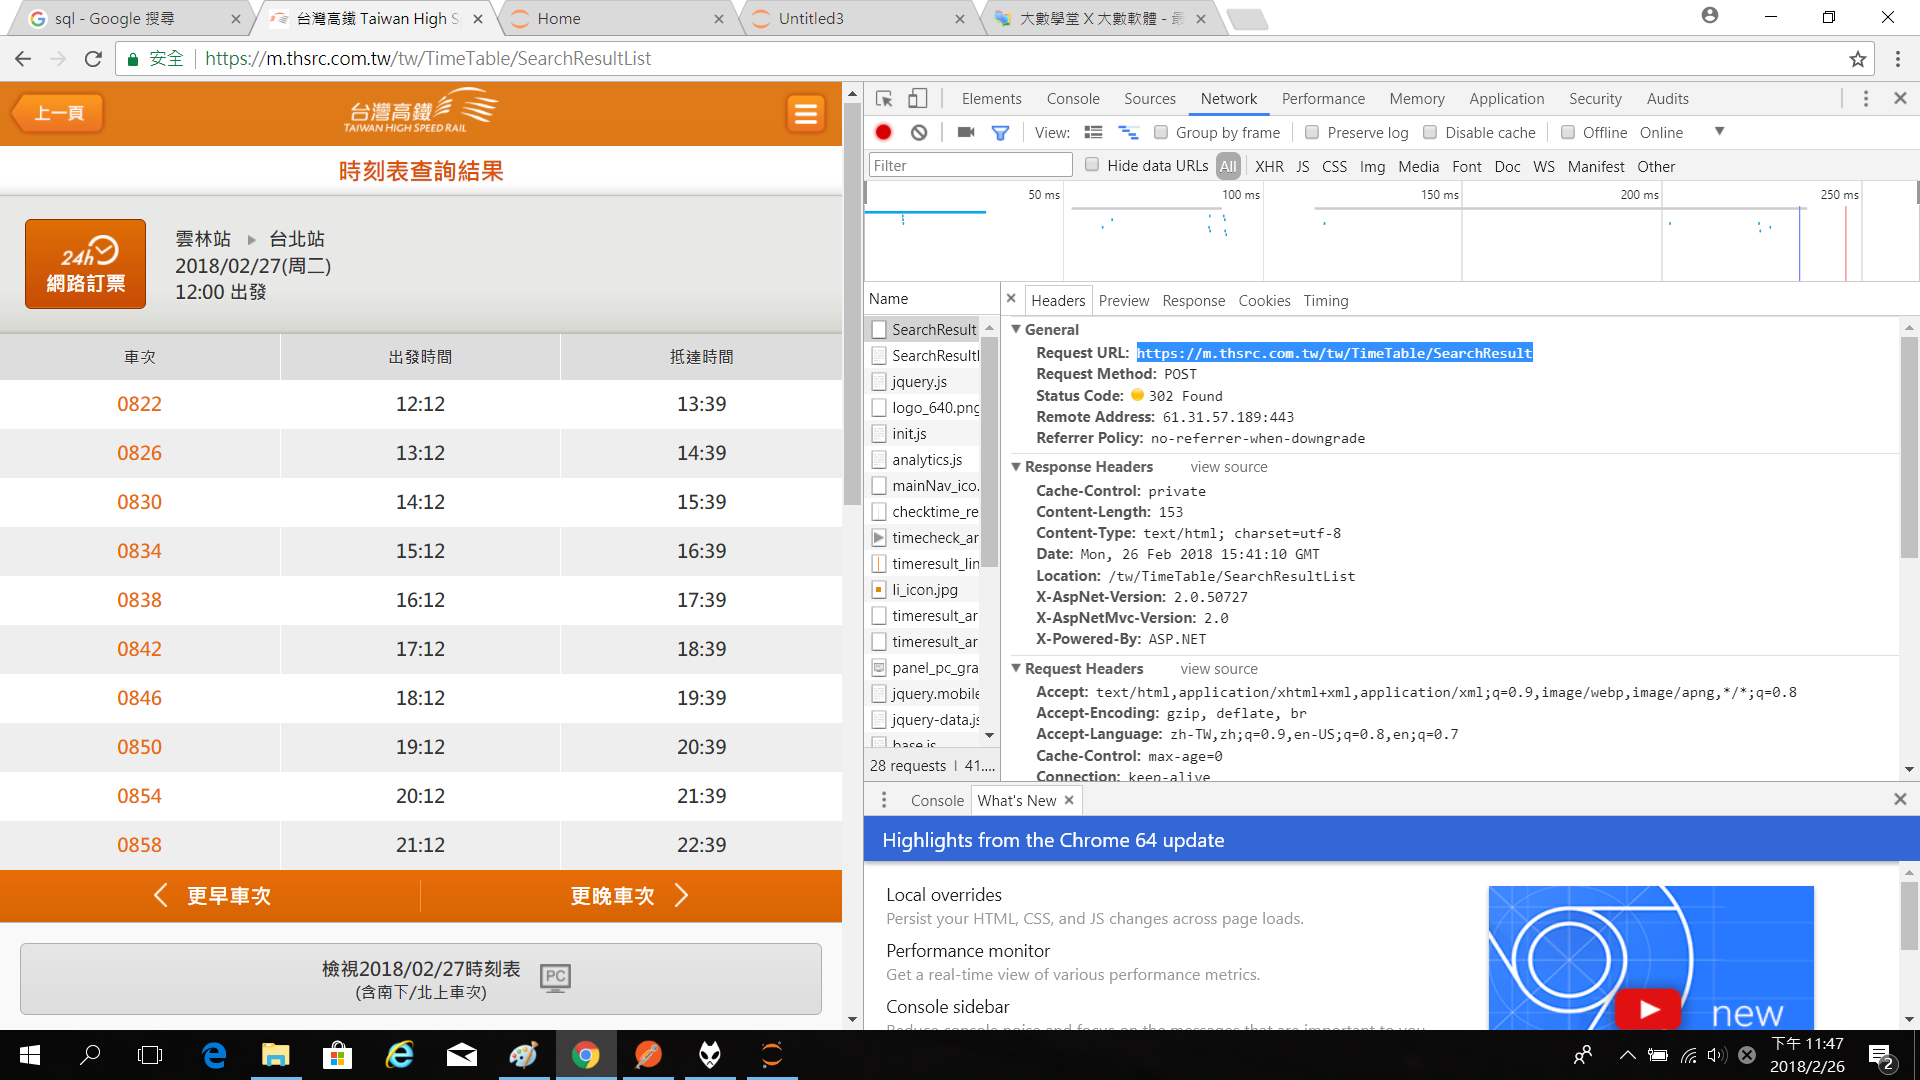 sql - Google 搜尋
台灣高鐵 Taiwan High S
Home
Untitled3
大數學堂 X 大數軟體 - 最
安全
https://m.thsrc.com.tw/tw/TimeTable/SearchResultList
上一頁
台灣高鐵
TAIWAN HIGH SPEED RAIL
時刻表查詢結果
24h
網路訂票
雲林站 台北站
2018/02/27(周二)
12:00 出發
車次 出發時間 抵達時間
0822 12:12 13:39
0826 13:12 14:39
0830 14:12 15:39
0834 15:12 16:39
0838 16:12 17:39
0842 17:12 18:39
0846 18:12 19:39
0850 19:12 20:39
0854 20:12 21:39
0858 21:12 22:39
更早車次 更晚車次
檢視2018/02/27時刻表
(含南下/北上車次)
PC
Elements Console Sources Network Performance Memory Application Security Audits
View: Group by frame Preserve log Disable cache Offline Online
Filter Hide data URLs All XHR JS CSS Img Media Font Doc WS Manifest Other
50 ms 100 ms 150 ms 200 ms 250 ms
Name
SearchResult
SearchResultl
jquery.js
logo_640.png
init.js
analytics.js
mainNav_ico.
checktime_re
timecheck_ar
timeresult_lin
li_icon.jpg
timeresult_ar
timeresult_ar
panel_pc_gra
jquery.mobile
jquery-data.js
base.js
28 requests | 41....
Headers Preview Response Cookies Timing
General
Request URL: https://m.thsrc.com.tw/tw/TimeTable/SearchResult
Request Method: POST
Status Code: 302 Found
Remote Address: 61.31.57.189:443
Referrer Policy: no-referrer-when-downgrade
Response Headers view source
Cache-Control: private
Content-Length: 153
Content-Type: text/html; charset=utf-8
Date: Mon, 26 Feb 2018 15:41:10 GMT
Location: /tw/TimeTable/SearchResultList
X-AspNet-Version: 2.0.50727
X-AspNetMvc-Version: 2.0
X-Powered-By: ASP.NET
Request Headers view source
Accept: text/html,application/xhtml+xml,application/xml;q=0.9,image/webp,image/apng,*/*;q=0.8
Accept-Encoding: gzip, deflate, br
Accept-Language: zh-TW,zh;q=0.9,en-US;q=0.8,en;q=0.7
Cache-Control: max-age=0
Connection: keep-alive
Console What's New
Highlights from the Chrome 64 update
Local overrides
Persist your HTML, CSS, and JS changes across page loads.
Performance monitor
Get a real-time view of various performance metrics.
Console sidebar
Reduce console noise and focus on the messages that are important to you
new
下午 11:47
2018/2/26
2